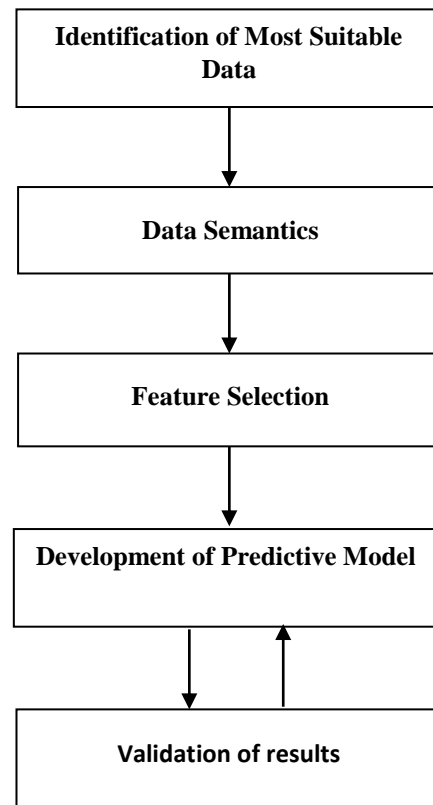 Identification of Most Suitable
Data
Data Semantics
Feature Selection
Development of Predictive Model
Validation of results